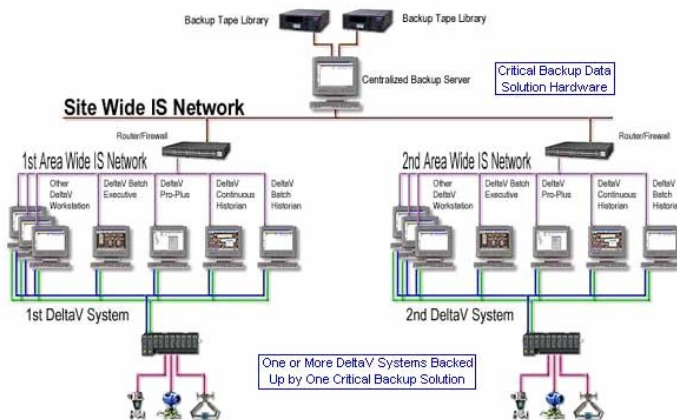 Backup Tape Library
Backup Tape Library
Centralized Backup Server
Critical Backup Data
Solution Hardware
Site Wide IS Network
Router/Firewall
Router/Firewall
1st Area Wide IS Network
2nd Area Wide IS Network
Other
DeltaV
Workstation
DeltaV Batch
Executive
DeltaV
Pro-Plus
DeltaV
Continuous
Historian
DeltaV
Batch
Historian
Other
DeltaV
Workstation
DeltaV Batch
Executive
DeltaV
Pro-Plus
DeltaV
Continuous
Historian
DeltaV
Batch
Historian
1st DeltaV System
2nd DeltaV System
One or More DeltaV Systems Backed
Up by One Critical Backup Solution